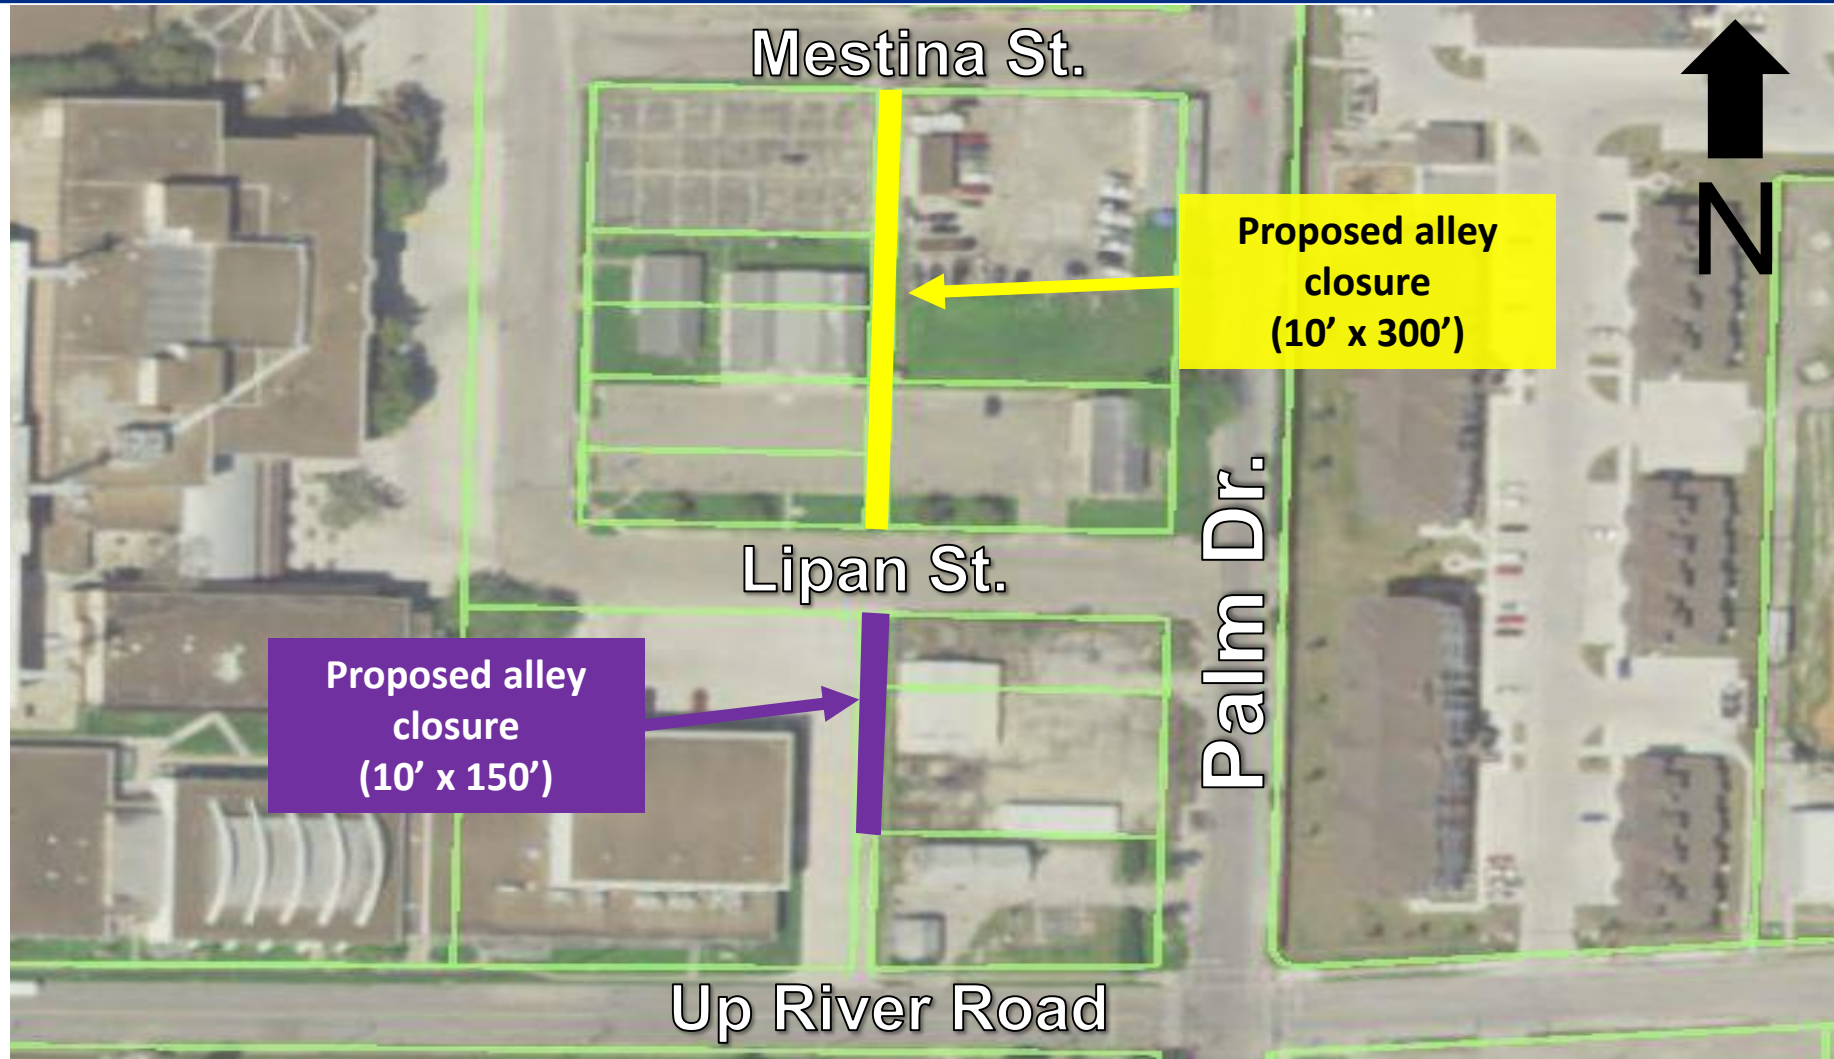 Mestina St.
N
Proposed alley
closure
(10’ x 300’)
Palm Dr.
Lipan St.
Proposed alley
closure
(10’ x 150’)
Up River Road